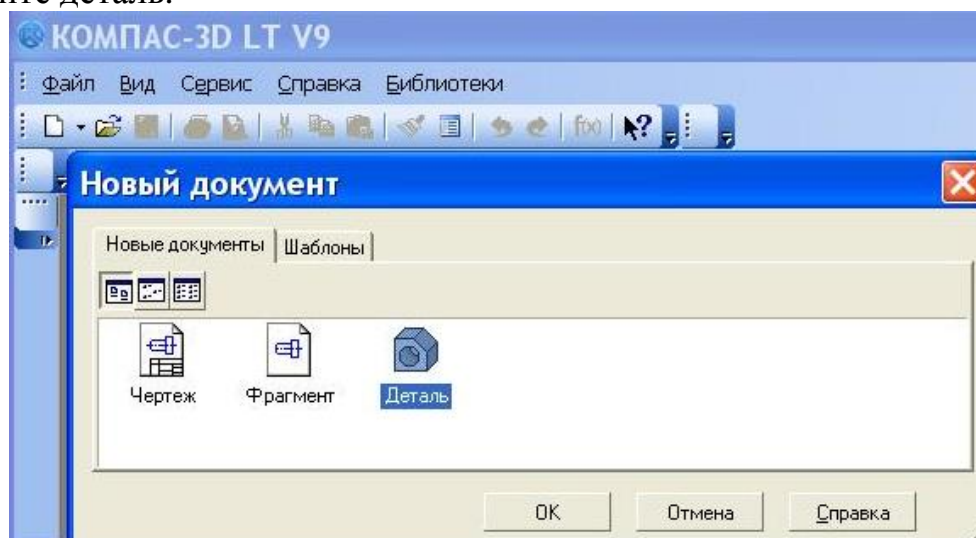 КОМПАС-3D LT V9
Файл Вид Сервис Справка Библиотеки
f(x)
Новый документ
Новые документы Шаблоны
Чертеж Фрагмент Деталь
OK Отмена Справка